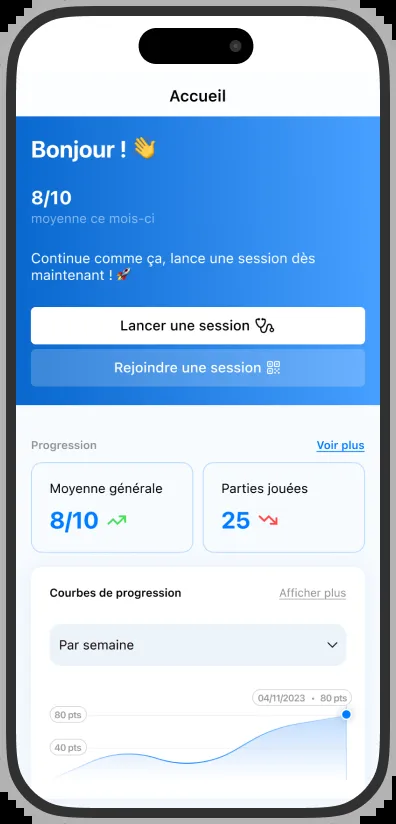 Accueil
Bonjour ! 👋
8/10
moyenne ce mois-ci
Continue comme ça, lance une session dès
maintenant ! 🚀
Lancer une session
Rejoindre une session
Progression
Voir plus
Moyenne générale
8/10
Parties jouées
25
Courbes de progression
Afficher plus
Par semaine
04/11/2023 • 80 pts
80 pts
40 pts